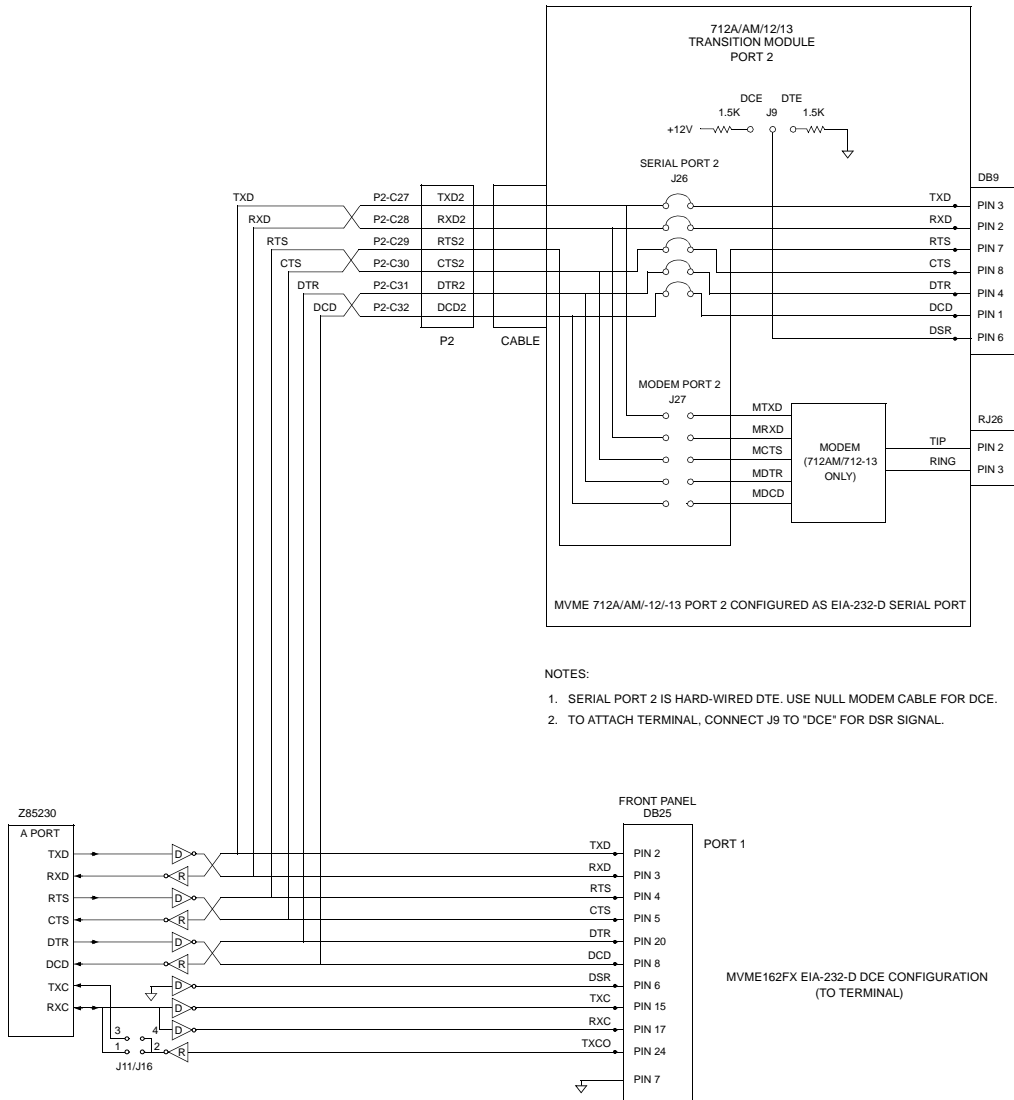 712A/AM/12/13
TRANSITION MODULE
PORT 2
DCE DTE
1.5K J9 1.5K
+12V
SERIAL PORT 2
J26
DB9
TXD P2-C27 TXD2 TXD PIN 3
RXD P2-C28 RXD2 RXD PIN 2
RTS P2-C29 RTS2 RTS PIN 7
CTS P2-C30 CTS2 CTS PIN 8
DTR P2-C31 DTR2 DTR PIN 4
DCD P2-C32 DCD2 DCD PIN 1
DSR PIN 6
P2 CABLE
MODEM PORT 2
J27
MTXD
MRXD
MCTS
MDTR
MDCD
MODEM
(712AM/712-13
ONLY)
RJ26
TIP PIN 2
RING PIN 3
MVME 712A/AM/-12/-13 PORT 2 CONFIGURED AS EIA-232-D SERIAL PORT
NOTES:
1. SERIAL PORT 2 IS HARD-WIRED DTE. USE NULL MODEM CABLE FOR DCE.
2. TO ATTACH TERMINAL, CONNECT J9 TO "DCE" FOR DSR SIGNAL.
Z85230
A PORT
FRONT PANEL
DB25
PORT 1
TXD D TXD PIN 2
RXD R RXD PIN 3
RTS D RTS PIN 4
CTS R CTS PIN 5
DTR D DTR PIN 20
DCD R DCD PIN 8
TXC D DSR PIN 6
RXC D TXC PIN 15
3 4 D RXC PIN 17
1 2 R TXCO PIN 24
J11/J16
PIN 7
MVME162FX EIA-232-D DCE CONFIGURATION
(TO TERMINAL)